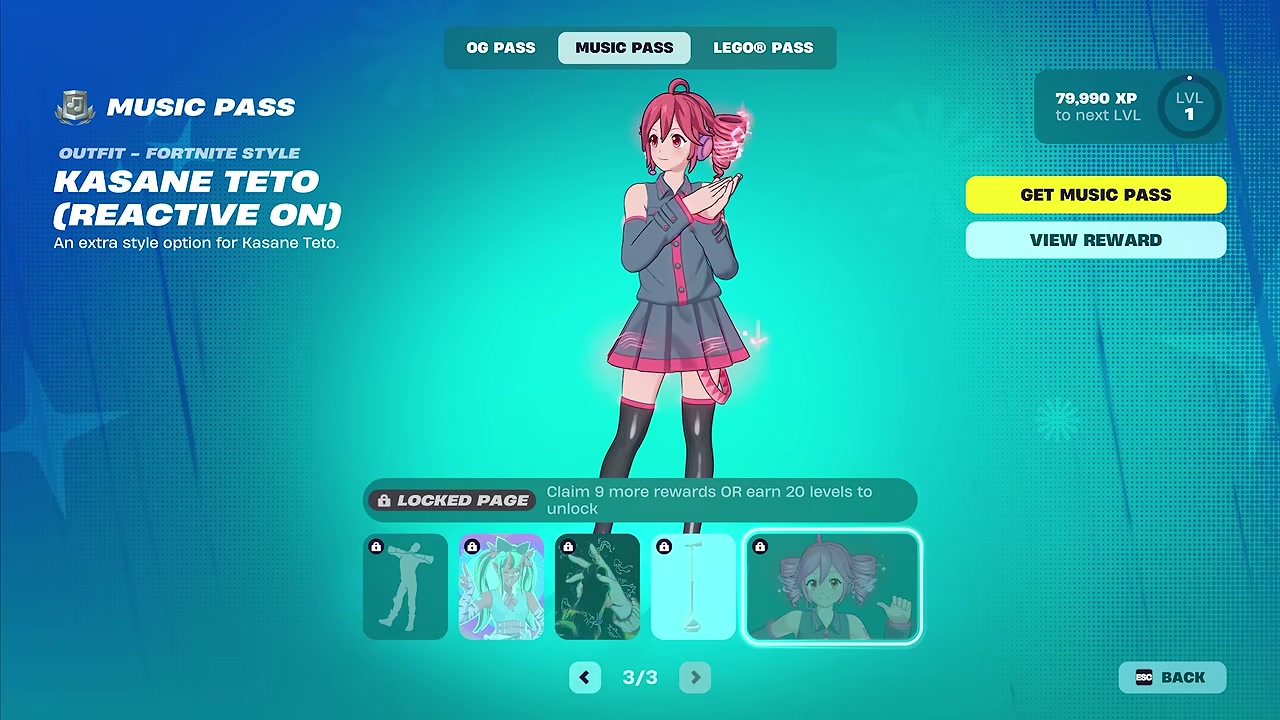 OG PASS
MUSIC PASS
LEGO® PASS
MUSIC PASS
OUTFIT - FORTNITE STYLE
KASANE TETO
(REACTIVE ON)
An extra style option for Kasane Teto.
79,990 XP
to next LVL
LVL
1
GET MUSIC PASS
VIEW REWARD
LOCKED PAGE
Claim 9 more rewards OR earn 20 levels to
unlock
3/3
ESC BACK